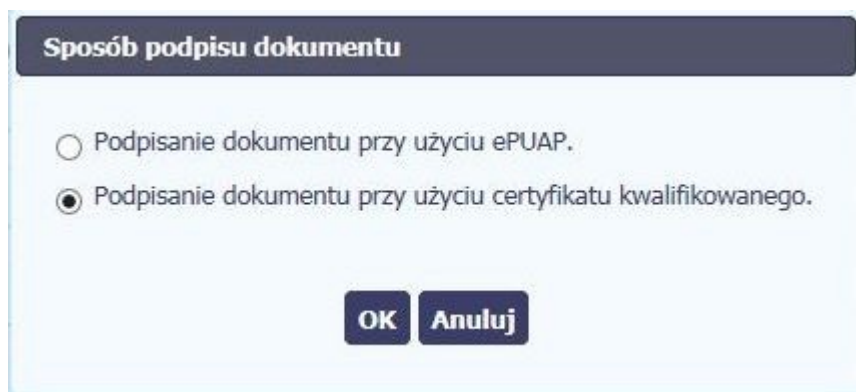 Sposób podpisu dokumentu
Podpisanie dokumentu przy użyciu ePUAP.
Podpisanie dokumentu przy użyciu certyfikatu kwalifikowanego.
OK Anuluj